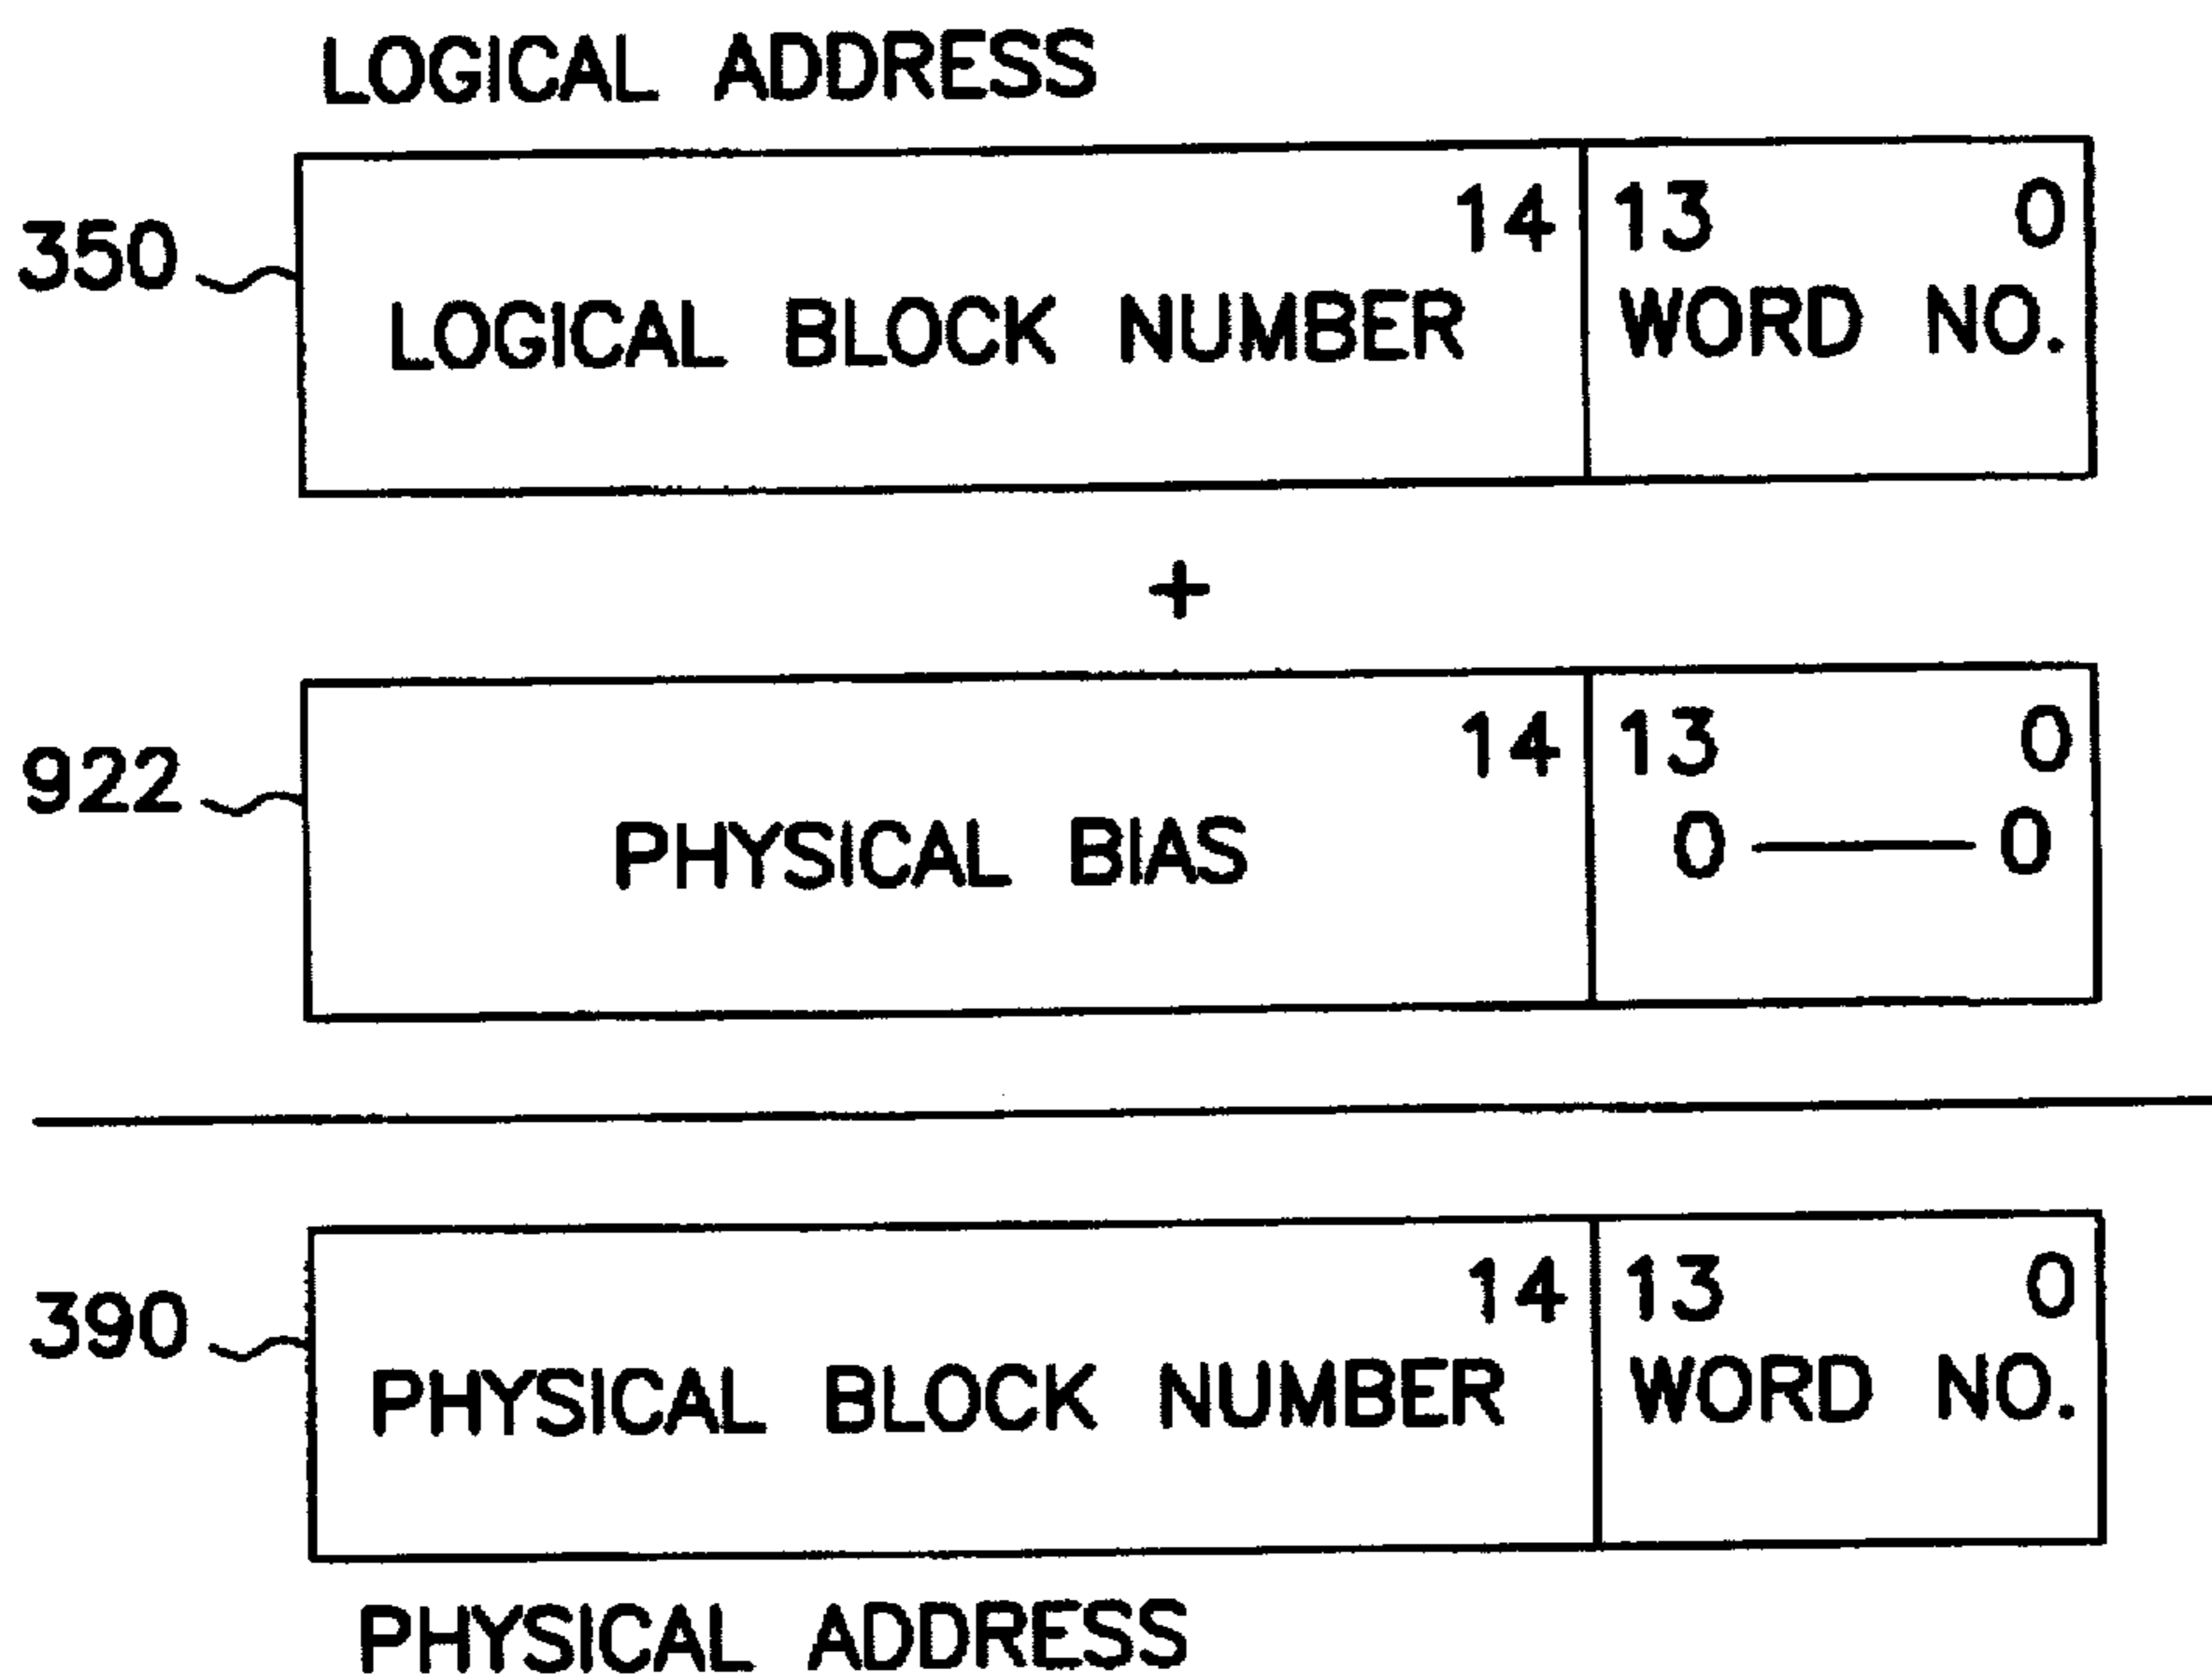 LOGICAL ADDRESS
14 13 0
350
LOGICAL BLOCK NUMBER WORD NO.
+
14 13 0
922
PHYSICAL BIAS 0 — 0
14 13 0
390
PHYSICAL BLOCK NUMBER WORD NO.
PHYSICAL ADDRESS